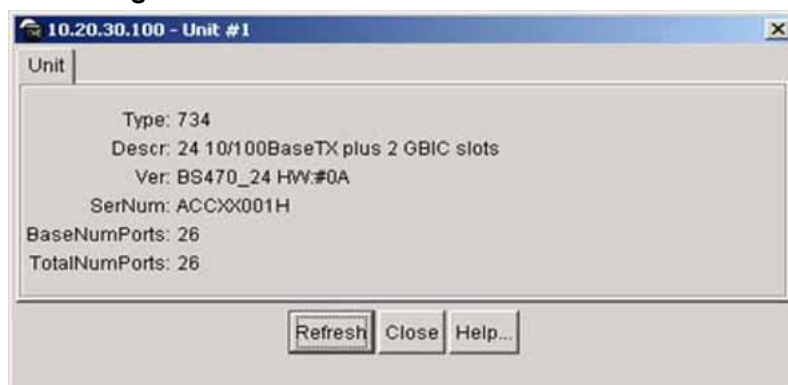 10.20.30.100 - Unit #1
Unit
Type: 734
Descr: 24 10/100BaseTX plus 2 GBIC slots
Ver: BS470_24 HW:#0A
SerNum: ACCXX001H
BaseNumPorts: 26
TotalNumPorts: 26
Refresh Close Help...